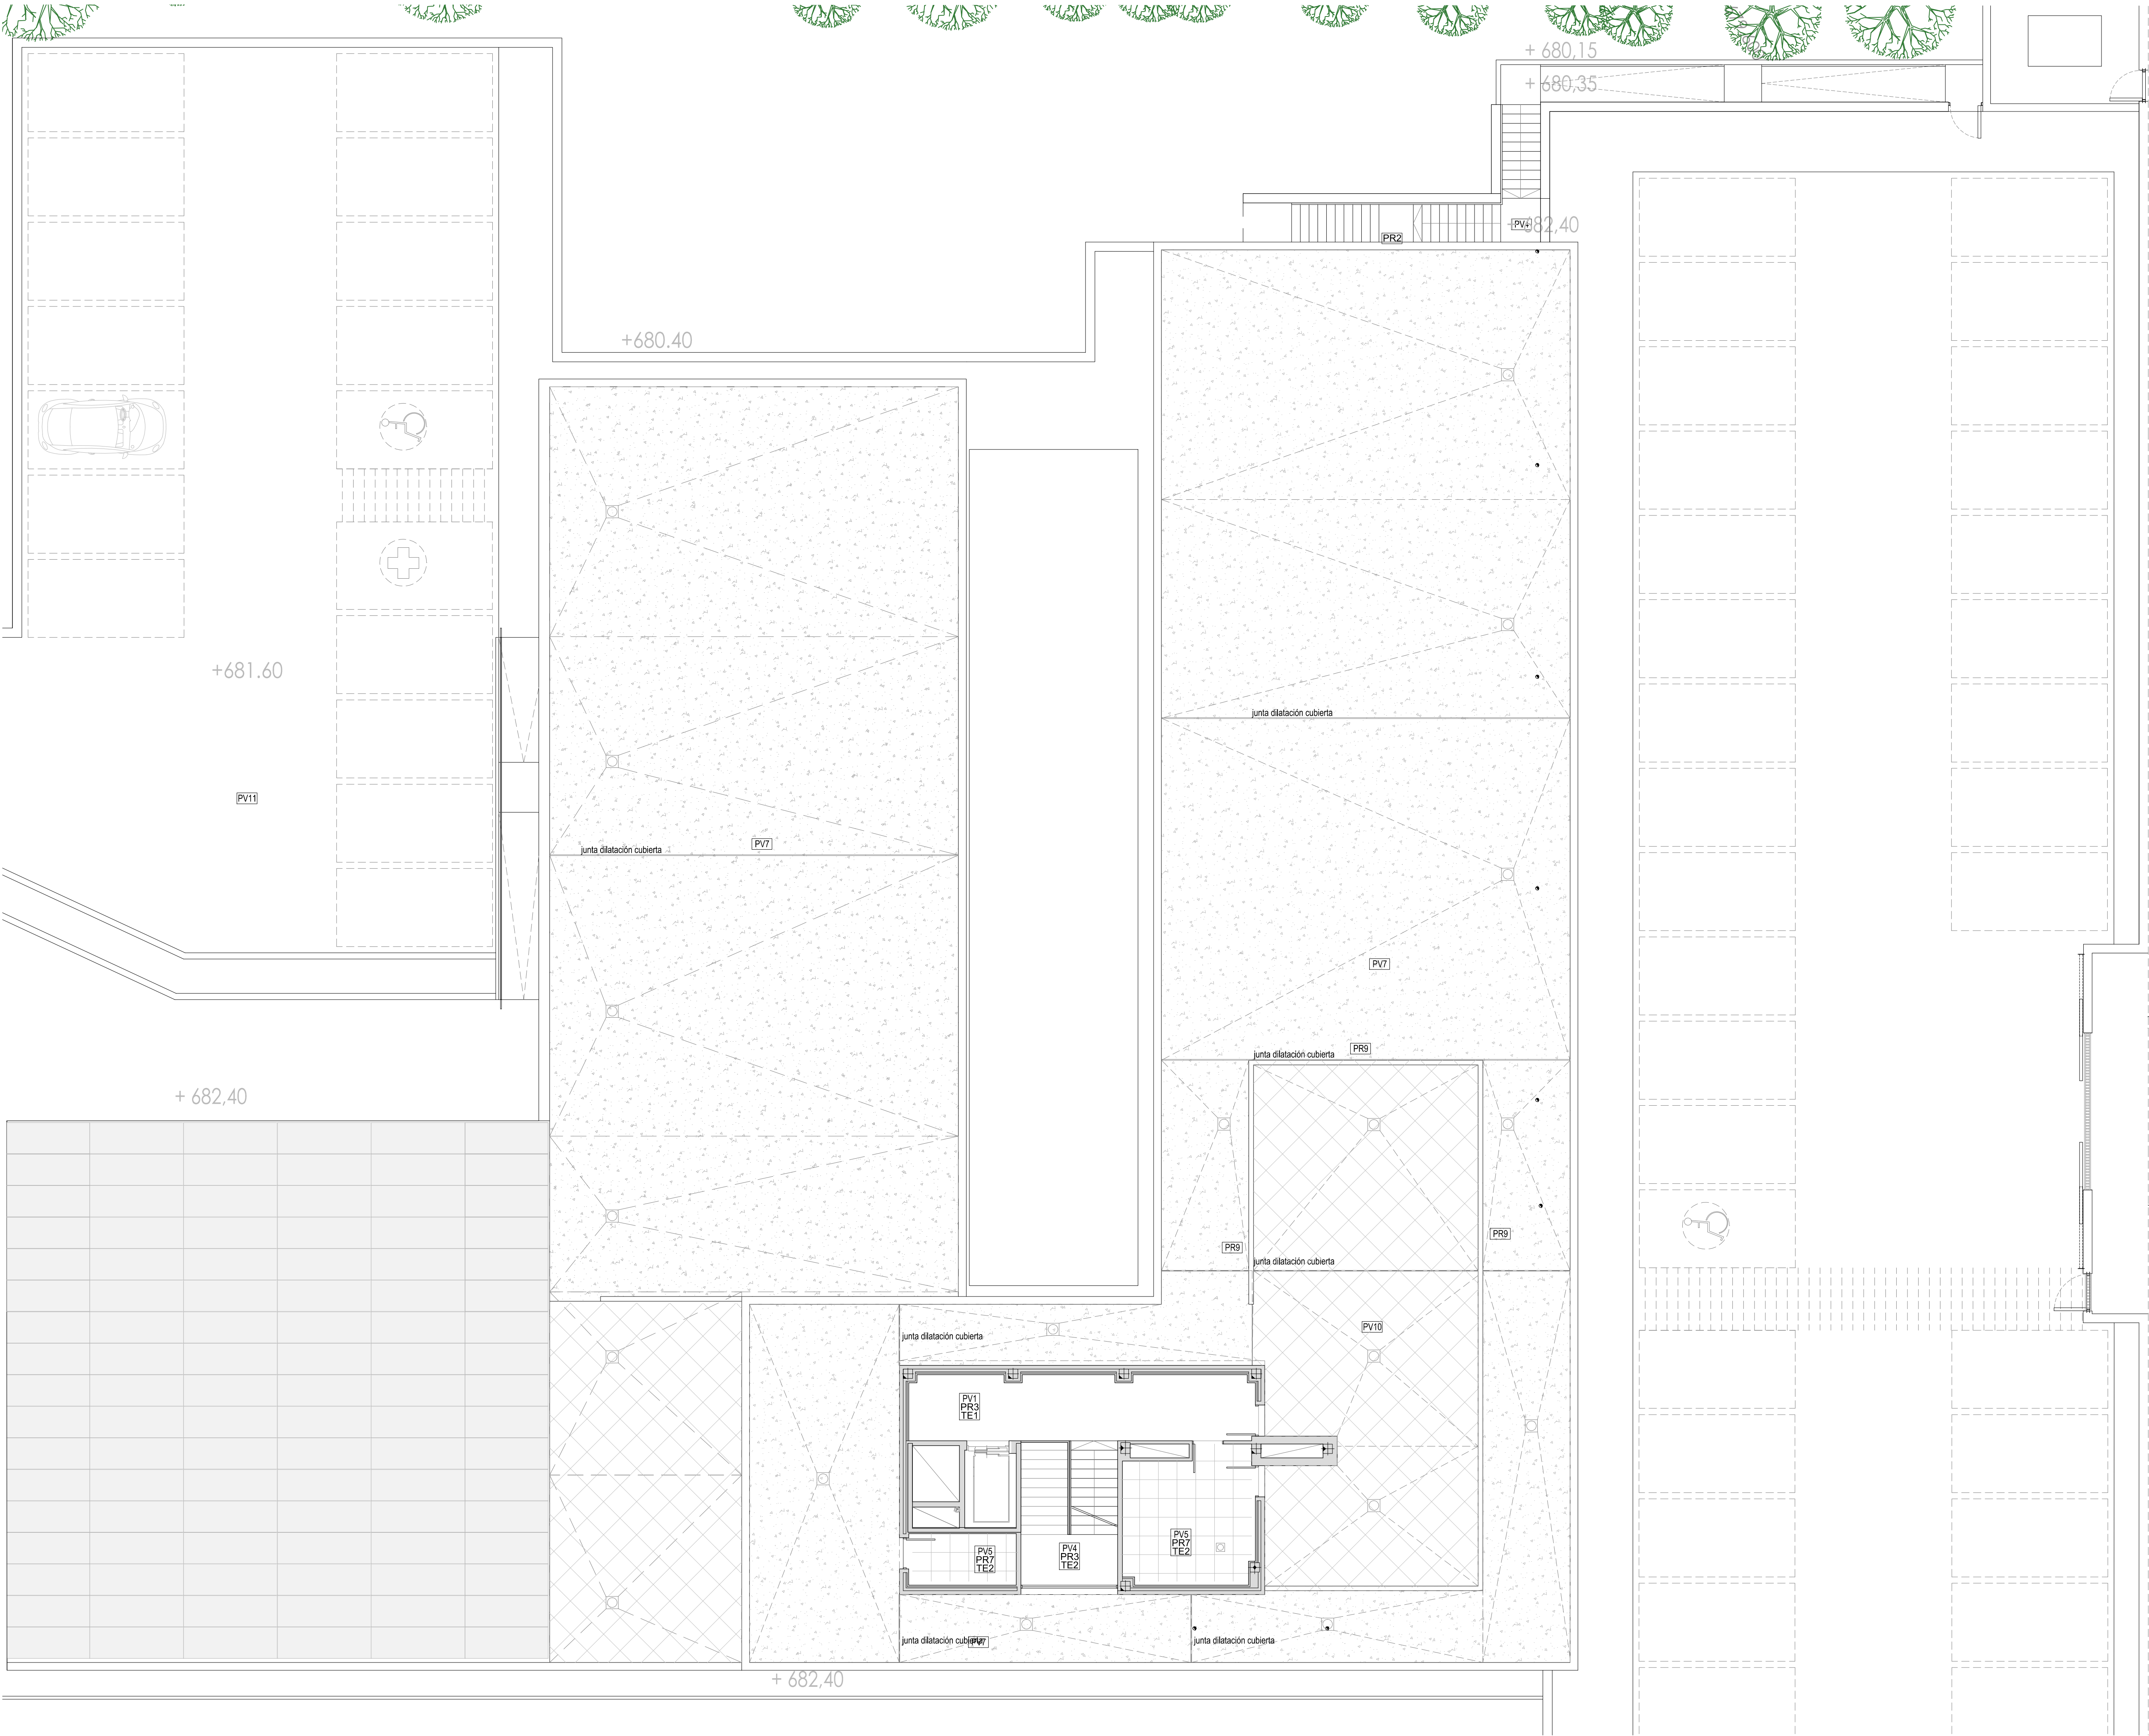 + 680,15
+ 680,35
PV4
682,40
PR2
+680.40
+681.60
junta dilatación cubierta
PV11
PV7
junta dilatación cubierta
PV7
PR9
junta dilatación cubierta
+ 682,40
PR9
PR9
junta dilatación cubierta
PV10
junta dilatación cubierta
PV1
PR3
TE1
PV5
PR7
TE2
PV4
PR3
TE2
PV5
PR7
TE2
junta dilatación cubierta
PV7
junta dilatación cubierta
+ 682,40